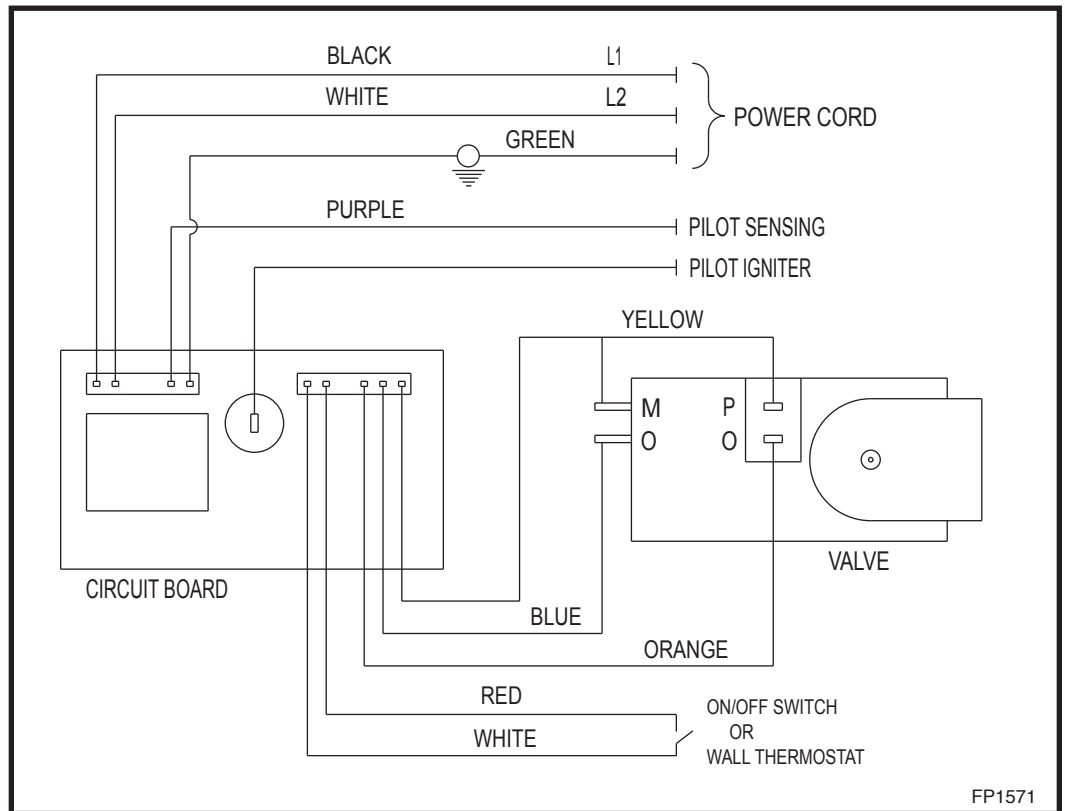 BLACK
L1
WHITE
L2
GREEN
POWER CORD
PURPLE
PILOT SENSING
PILOT IGNITER
YELLOW
M
P
O
O
VALVE
CIRCUIT BOARD
BLUE
ORANGE
RED
WHITE
ON/OFF SWITCH
OR
WALL THERMOSTAT
FP1571